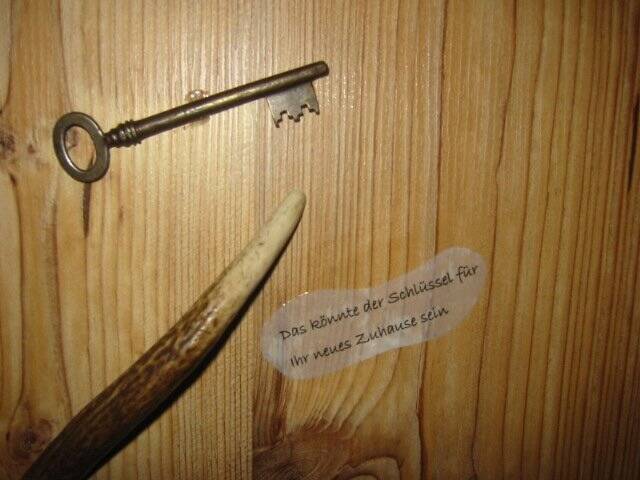 Das könnte der Schlüssel für
Ihr neues Zuhause sein